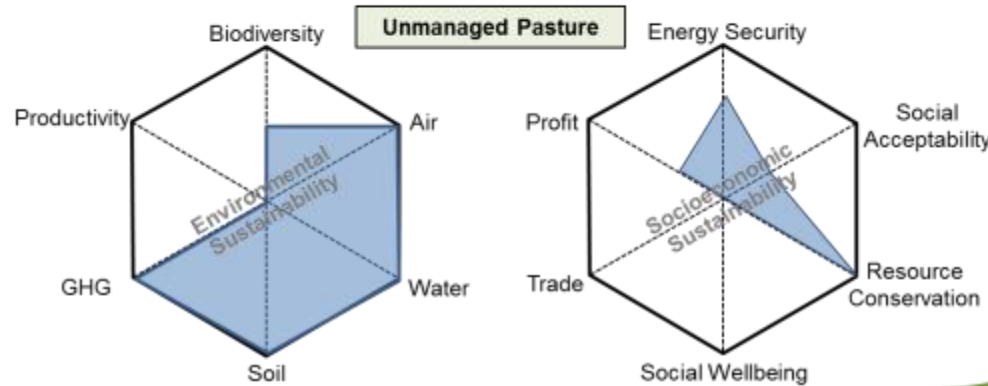 Unmanaged Pasture
Biodiversity
Productivity
Air
Environmental
Sustainability
GHG
Water
Soil
Energy Security
Profit
Social
Acceptability
Socioeconomic
Sustainability
Trade
Resource
Conservation
Social Wellbeing